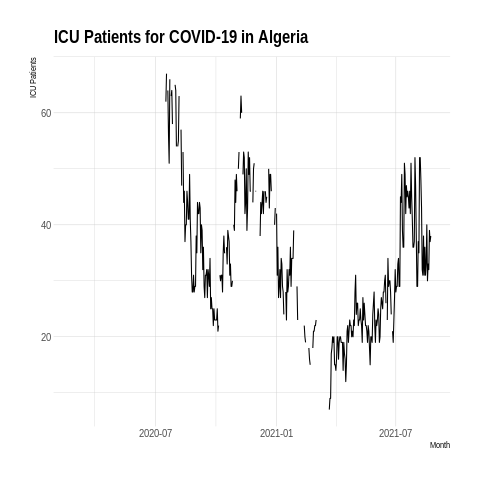 ICU Patients for COVID-19 in Algeria
ICU Patients
60
40
20
2020-07
2021-01
2021-07
Month